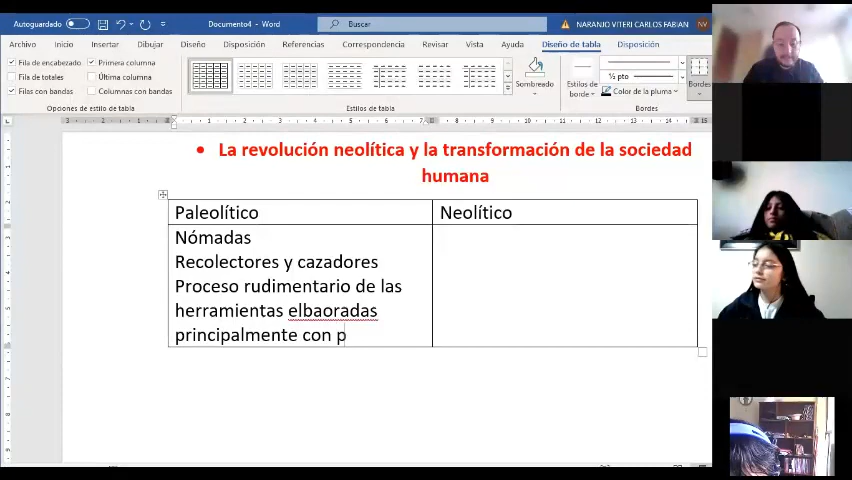 Autoguardado
Documento4 - Word
Buscar
NARANJO VITERI CARLOS FABIAN
NV
Archivo Inicio Insertar Dibujar Diseño Disposición Referencias Correspondencia Revisar Vista Ayuda Diseño de tabla Disposición
Fila de encabezado Primera columna
Fila de totales Última columna
Filas con bandas Columnas con bandas
Opciones de estilo de tabla
Estilos de tabla
Sombreado
Estilos de borde
½ pto
Color de la pluma
Bordes
Bordes
• La revolución neolítica y la transformación de la sociedad
humana
Paleolítico
Neolítico
Nómadas
Recolectores y cazadores
Proceso rudimentario de las
herramientas elbaoradas
principalmente con p